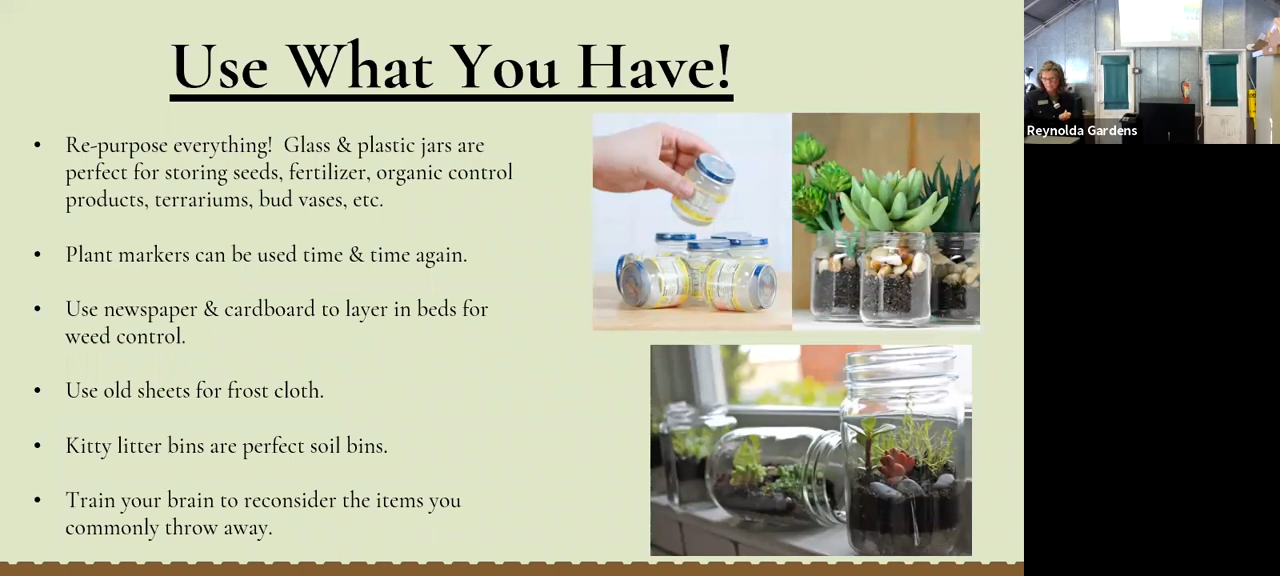 Use What You Have!
• Re-purpose everything! Glass & plastic jars are
perfect for storing seeds, fertilizer, organic control
products, terrariums, bud vases, etc.
• Plant markers can be used time & time again.
• Use newspaper & cardboard to layer in beds for
weed control.
• Use old sheets for frost cloth.
• Kitty litter bins are perfect soil bins.
• Train your brain to reconsider the items you
commonly throw away.
Reynolda Gardens